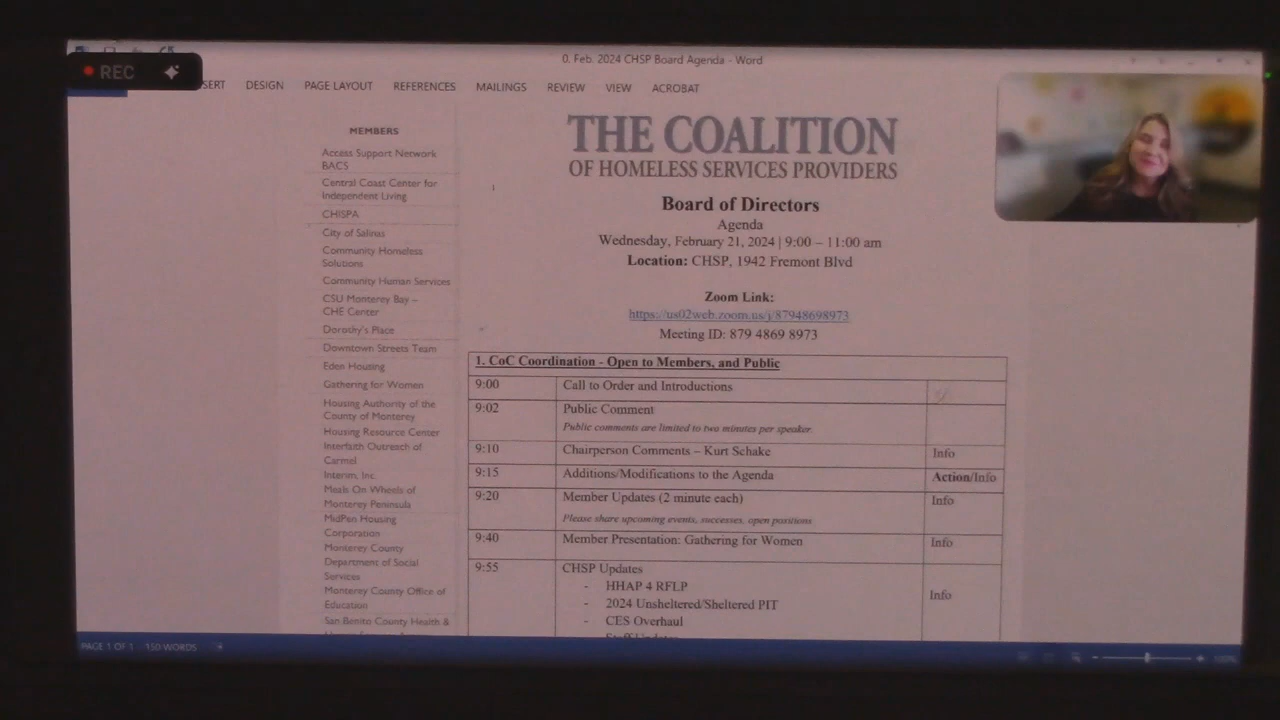 0. Feb. 2024 CHSP Board Agenda - Word
REC
SERT DESIGN PAGE LAYOUT REFERENCES MAILINGS REVIEW VIEW ACROBAT
MEMBERS
Access Support Network
BACS
Central Coast Center for
Independent Living
CHISPA
City of Salinas
Community Homeless
Solutions
Community Human Services
CSU Monterey Bay –
CHE Center
Dorothy's Place
Downtown Streets Team
Eden Housing
Gathering for Women
Housing Authority of the
County of Monterey
Housing Resource Center
Interfaith Outreach of
Carmel
Interim, Inc.
Meals On Wheels of
Monterey Peninsula
MidPen Housing
Corporation
Monterey County
Department of Social
Services
Monterey County Office of
Education
San Benito County Health &
THE COALITION
OF HOMELESS SERVICES PROVIDERS
Board of Directors
Agenda
Wednesday, February 21, 2024 | 9:00 – 11:00 am
Location: CHSP, 1942 Fremont Blvd
Zoom Link:
https://us02web.zoom.us/j/87948698973
Meeting ID: 879 4869 8973
1. CoC Coordination - Open to Members, and Public
9:00 Call to Order and Introductions
9:02 Public Comment
Public comments are limited to two minutes per speaker.
9:10 Chairperson Comments – Kurt Schake Info
9:15 Additions/Modifications to the Agenda Action/Info
9:20 Member Updates (2 minute each) Info
Please share upcoming events, successes, open positions
9:40 Member Presentation: Gathering for Women Info
9:55 CHSP Updates
- HHAP 4 RFLP
Info
- 2024 Unsheltered/Sheltered PIT
- CES Overhaul
PAGE 1 OF 1 150 WORDS